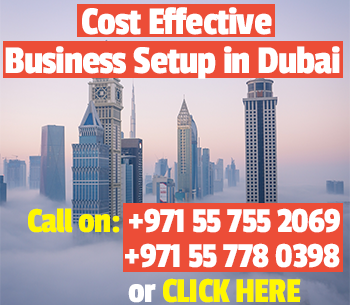 Cost Effective
Business Setup in Dubai
Call on: +971 55 755 2069
+971 55 778 0398
or CLICK HERE